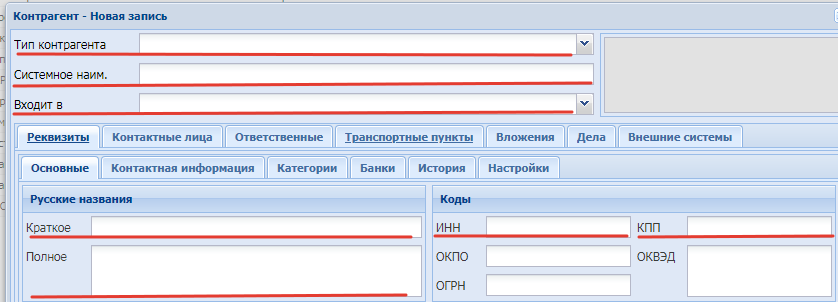 Контрагент - Новая запись
Тип контрагента
Системное наим.
Входит в
Реквизиты Контактные лица Ответственные Транспортные пункты Вложения Дела Внешние системы
Основные Контактная информация Категории Банки История Настройки
Русские названия Коды
Краткое ИНН КПП
Полное ОКПО ОКВЭД
ОГРН